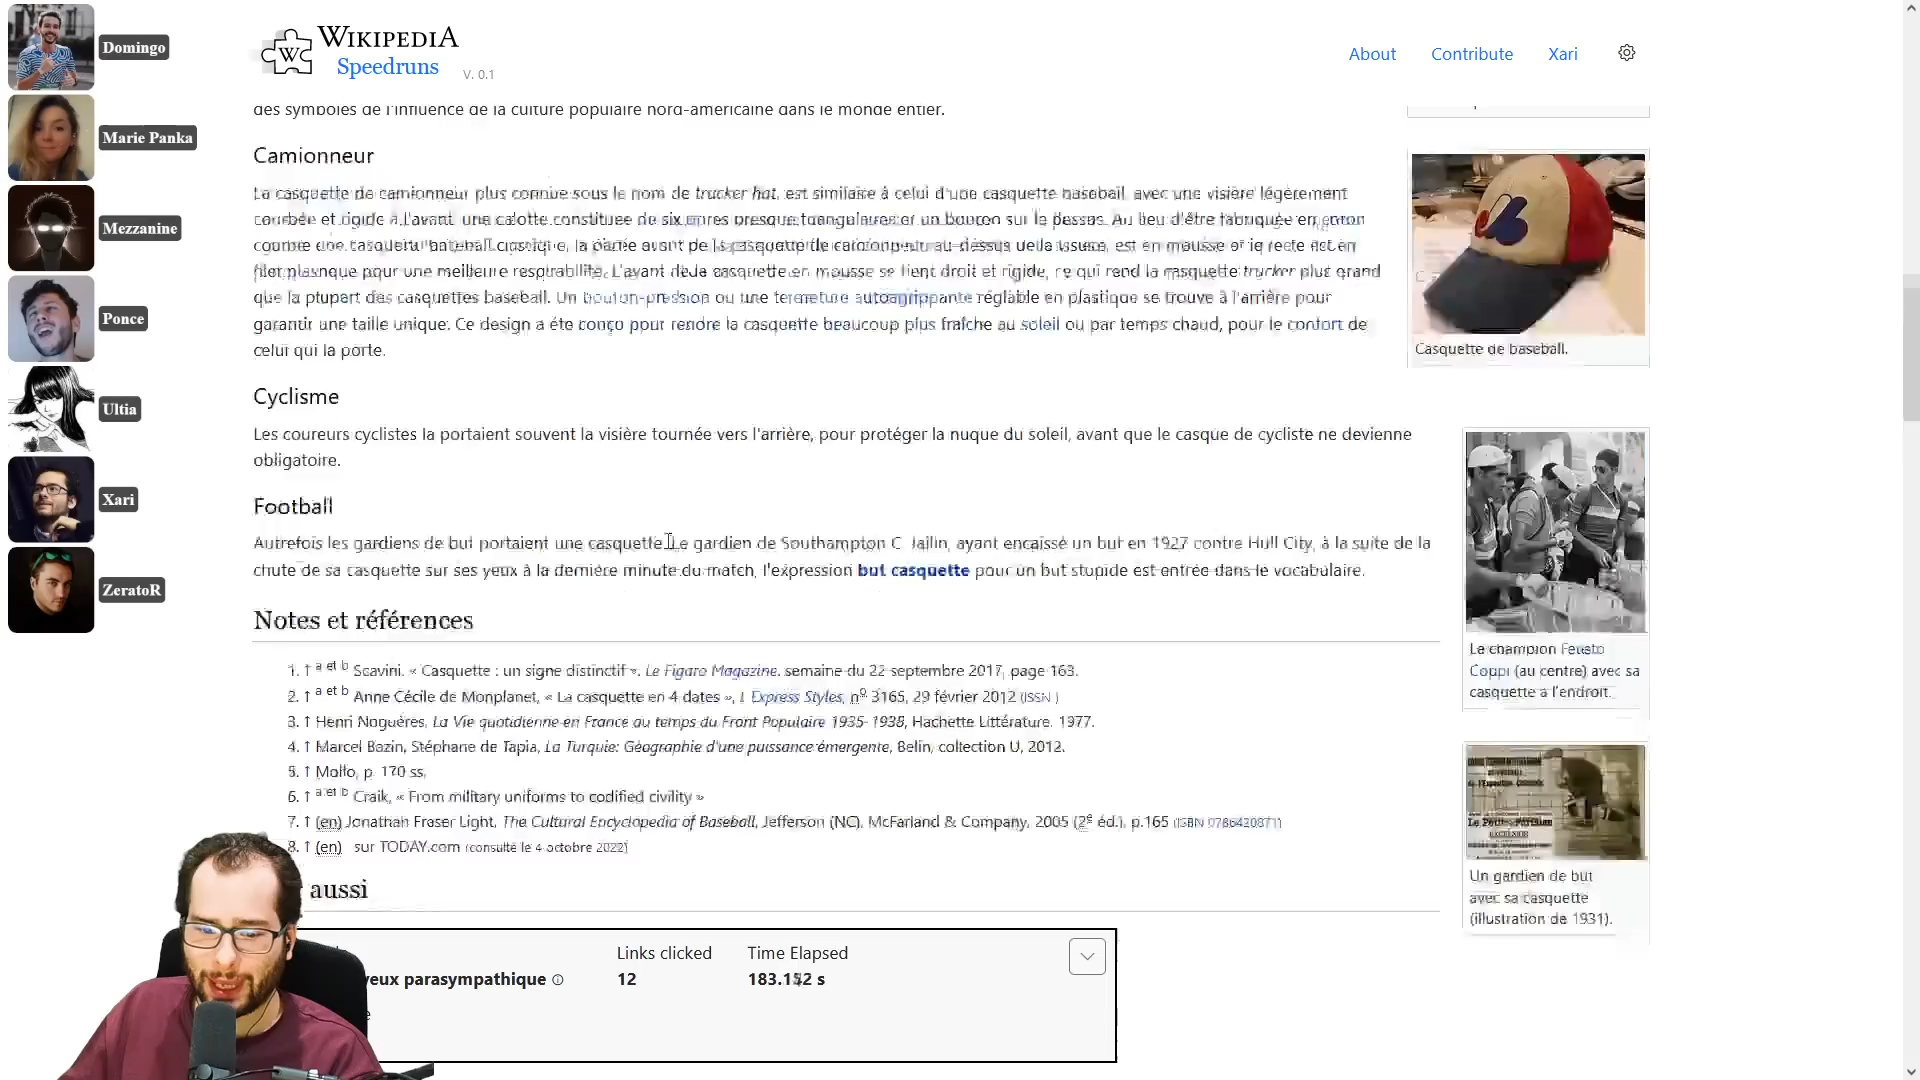 Domingo
Marie Panka
Mezzanine
Ponce
Ultia
Xari
ZeratoR
WIKIPEDIA
Speedruns
V. 0.1
About
Contribute
Xari
des symboles de l'influence de la culture populaire nord-américaine dans le monde entier.
Camionneur
La casquette de camionneur plus connue sous le nom de trucker hat, est similaire à celui d'une casquette baseball, avec une visière légèrement
courbée et rigide à l'avant, une calotte constituée de six presque triangulaires et un bouton sur le dessus. Au lieu d'être fabriquée en
comme une casquette baseball classique, la partie avant de la casquette de camionneur, au-dessus de la visière, est en mousse et le reste est en
filet plastique pour une meilleure respirabilité. L'avant de la casquette en mousse se tient droit et rigide, ce qui rend la casquette trucker plus grand
que la plupart des casquettes baseball. Un bouton-pression ou une fermeture autoagrippante réglable en plastique se trouve à l'arrière pour
garantir une taille unique. Ce design a été conçu pour rendre la casquette beaucoup plus fraîche au soleil ou par temps chaud, pour le confort de
celui qui la porte.
Cyclisme
Les coureurs cyclistes la portaient souvent la visière tournée vers l'arrière, pour protéger la nuque du soleil, avant que le casque de cycliste ne devienne
obligatoire.
Football
Autrefois les gardiens de but portaient une casquette. Le gardien de Southampton C. ayant encaissé un but en 1927 contre Hull City, à la suite de la
chute de sa casquette sur ses yeux à la dernière minute du match, l'expression but casquette pour un but stupide est entrée dans le vocabulaire.
Notes et références
1. ↑ a et b Scavini. « Casquette : un signe distinctif ». Le Figaro Magazine. semaine du 22 septembre 2017, page 163.
2. ↑ a et b Anne Cécile de Monplanet, « La casquette en 4 dates », L'Express Styles, nº 3165, 29 février 2012 (ISSN )
3. ↑ Henri Noguères, La Vie quotidienne en France au temps du Front Populaire 1935-1938, Hachette Littérature. 1977.
4. ↑ Marcel Bazin, Stéphane de Tapia, La Turquie: Géographie d'une puissance émergente, Belin, collection U, 2012.
5. ↑ Mollo, p. 170 ss.
6. ↑ a et b Craik, « From military uniforms to codified civility »
7. ↑ (en) Jonathan Fraser Light, The Cultural Encyclopedia of Baseball, Jefferson (NC), McFarland & Company, 2005 (2e éd.), p.165
8. ↑ (en) sur TODAY.com (consulté le 4 octobre 2022)
aussi
Casquette de baseball.
Le champion Fausto
Coppi (au centre) avec sa
casquette à l'endroit.
Un gardien de but
avec sa casquette
(illustration de 1931).
Links clicked
Time Elapsed
yeux parasympathique
12
183.142 s